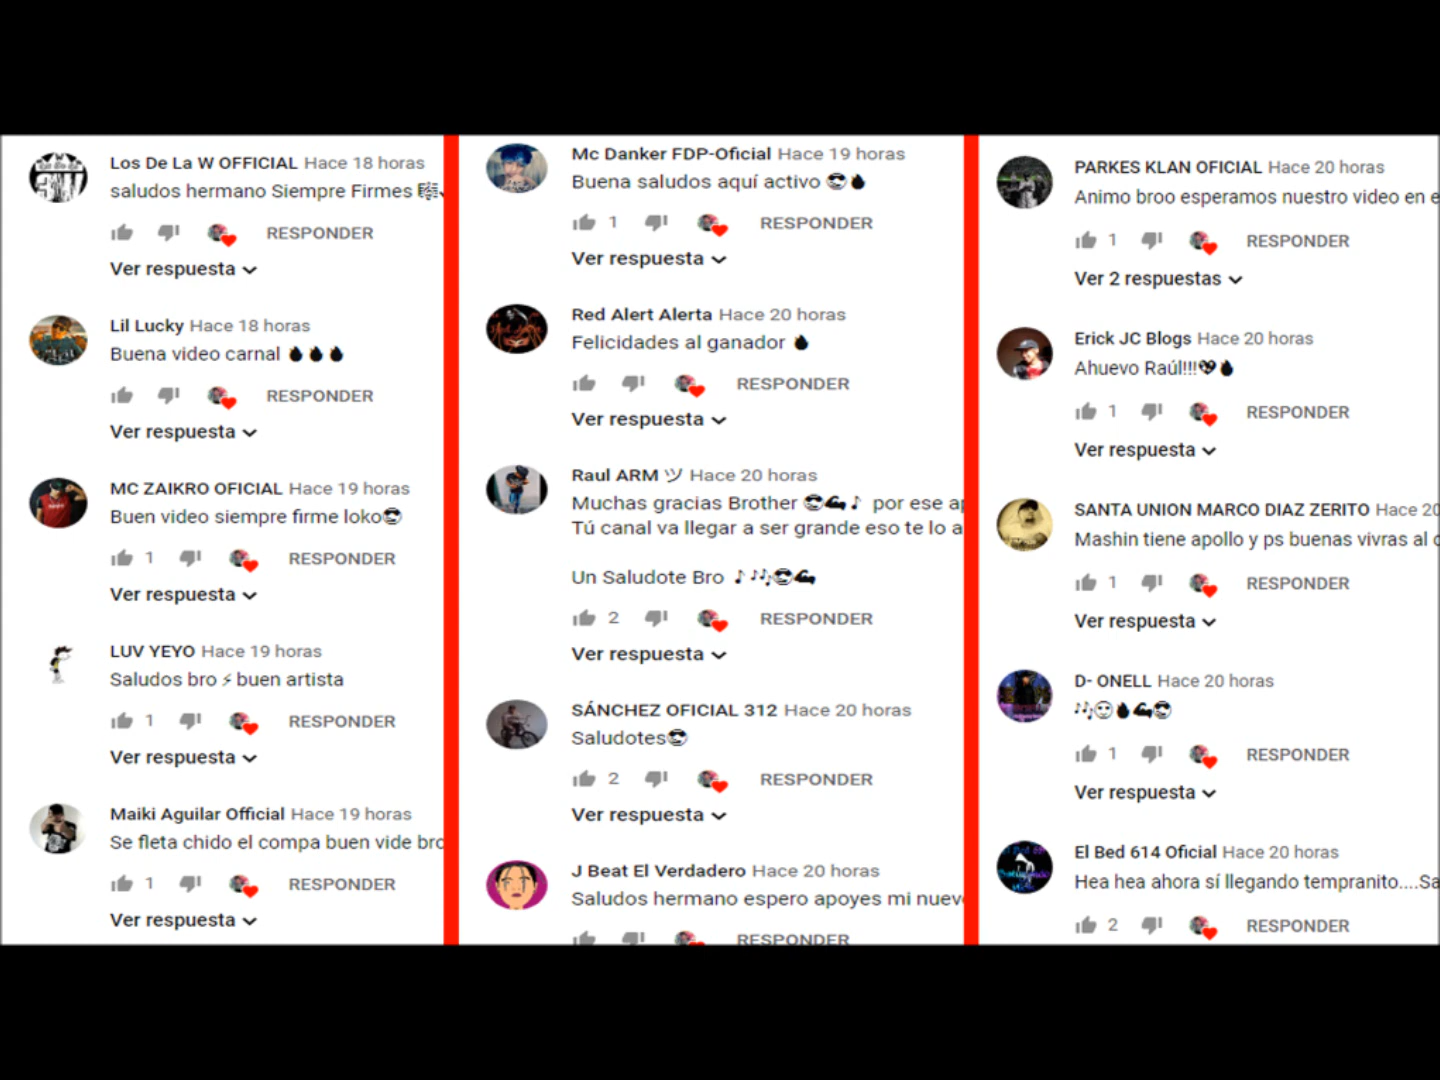 Los De La W OFFICIAL Hace 18 horas
saludos hermano Siempre Firmes
RESPONDER
Ver respuesta
Lil Lucky Hace 18 horas
Buena video carnal
RESPONDER
Ver respuesta
MC ZAIKRO OFICIAL Hace 19 horas
Buen video siempre firme loko😎
1 RESPONDER
Ver respuesta
LUV YEYO Hace 19 horas
Saludos bro ⚡ buen artista
1 RESPONDER
Ver respuesta
Maiki Aguilar Official Hace 19 horas
Se fleta chido el compa buen vide bro
1 RESPONDER
Ver respuesta
Mc Danker FDP-Oficial Hace 19 horas
Buena saludos aquí activo 😎🔥
1 RESPONDER
Ver respuesta
Red Alert Alerta Hace 20 horas
Felicidades al ganador 🔥
RESPONDER
Ver respuesta
Raul ARM ツ Hace 20 horas
Muchas gracias Brother 😎💪🎵 por ese
Tú canal va llegar a ser grande eso te lo
Un Saludote Bro 🎵🎶😎💪
2 RESPONDER
Ver respuesta
SÁNCHEZ OFICIAL 312 Hace 20 horas
Saludotes😎
2 RESPONDER
Ver respuesta
J Beat El Verdadero Hace 20 horas
Saludos hermano espero apoyes mi
RESPONDER
PARKES KLAN OFICIAL Hace 20 horas
Animo broo esperamos nuestro video en
1 RESPONDER
Ver 2 respuestas
Erick JC Blogs Hace 20 horas
Ahuevo Raúl!!!💖🔥
1 RESPONDER
Ver respuesta
SANTA UNION MARCO DIAZ ZERITO Hace 20
Mashin tiene apollo y ps buenas vivras al
1 RESPONDER
Ver respuesta
D- ONELL Hace 20 horas
1 RESPONDER
Ver respuesta
El Bed 614 Oficial Hace 20 horas
Hea hea ahora sí llegando tempranito....Sa
2 RESPONDER